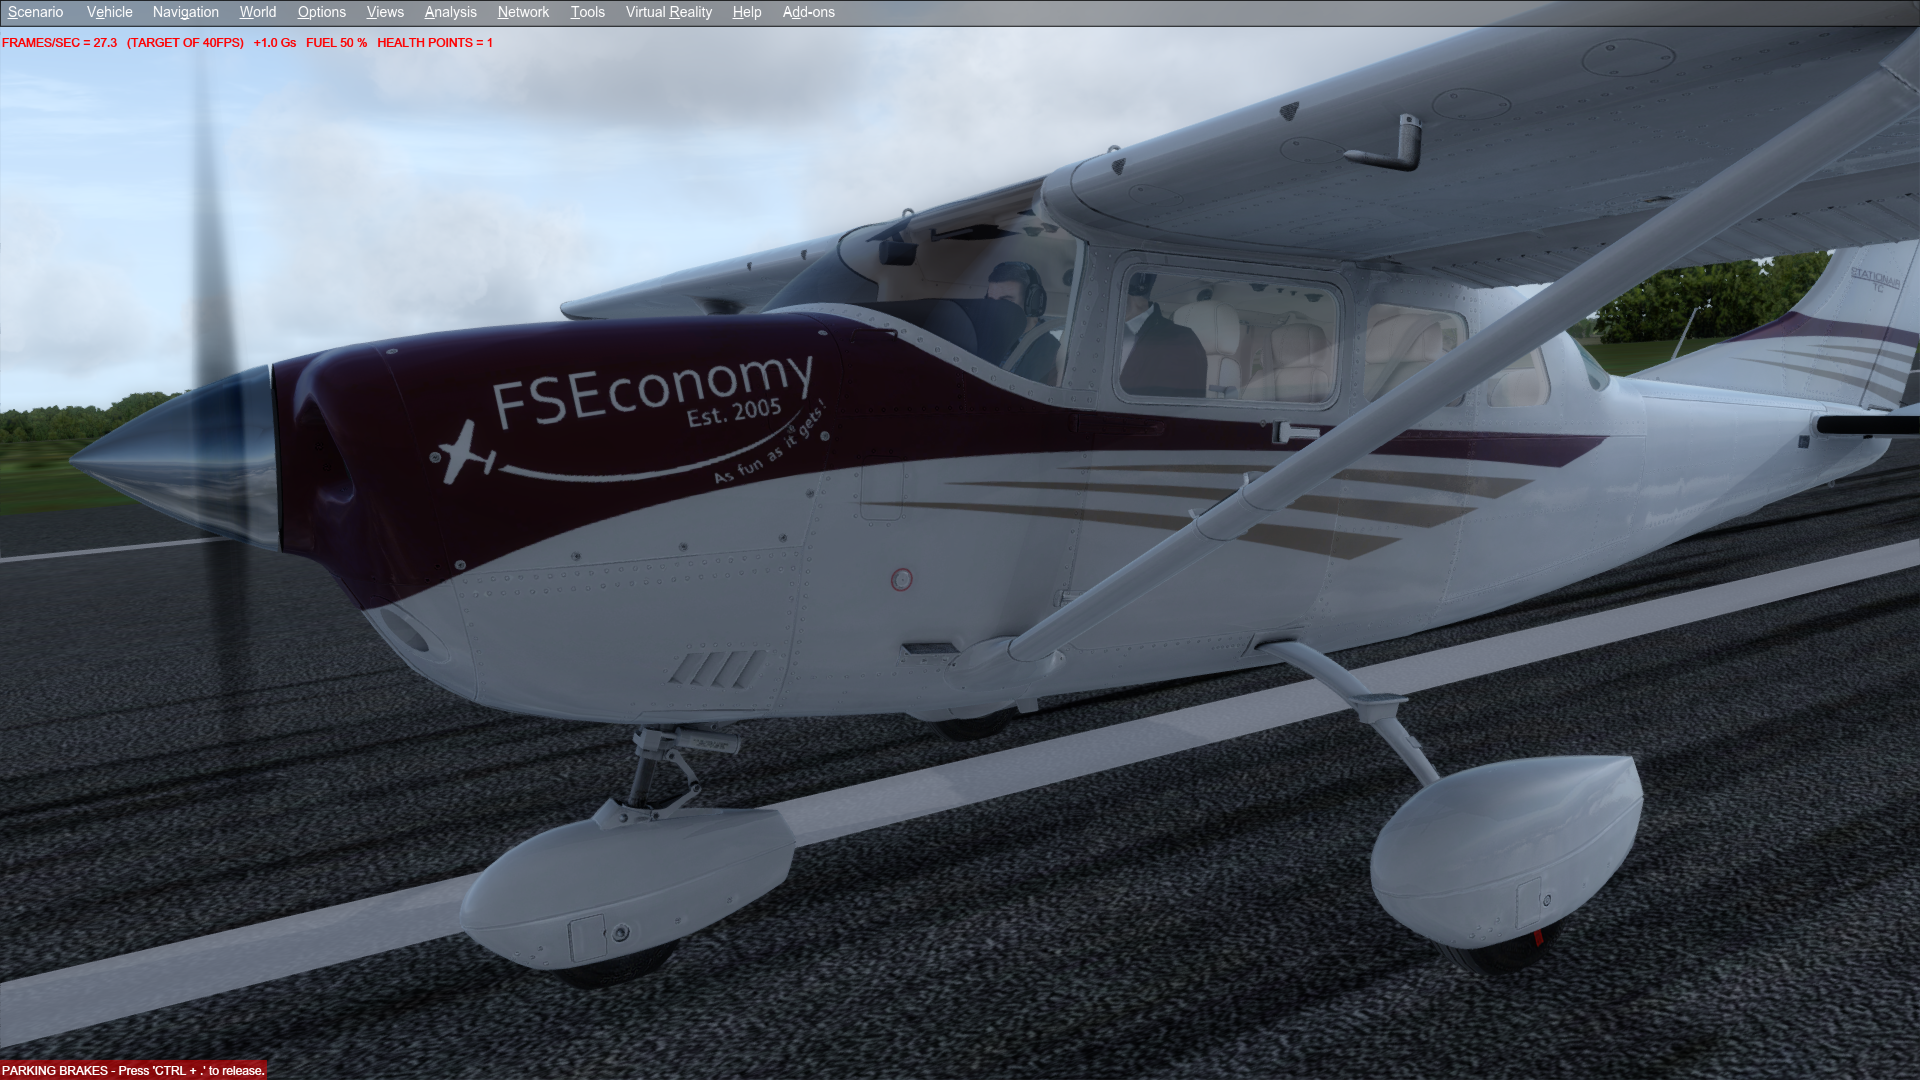 Scenario Vehicle Navigation World Options Views Analysis Network Tools Virtual Reality Help Add-ons
FRAMES/SEC = 27.3 (TARGET OF 40FPS) +1.0 Gs FUEL 50 % HEALTH POINTS = 1
STATIONAIR
TC
FSEconomy
Est. 2005
As fun as it gets!
PARKING BRAKES - Press 'CTRL + .' to release.